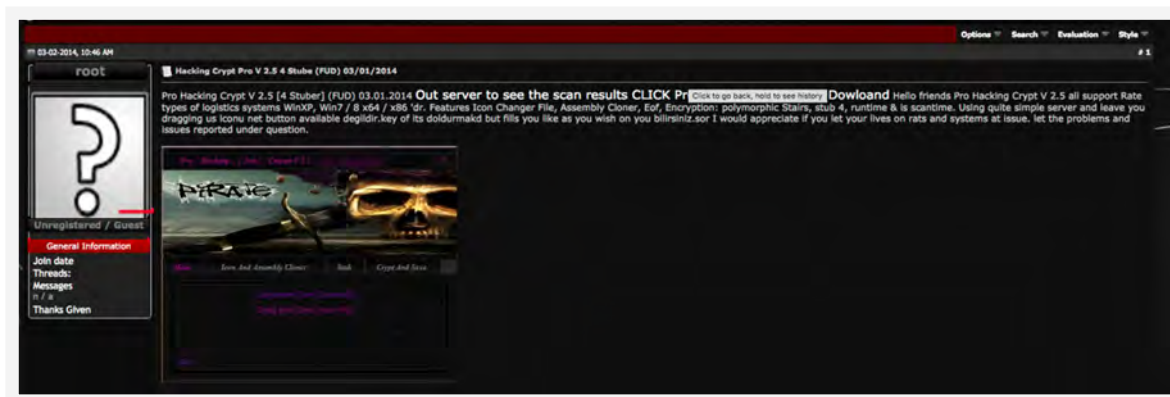 Options Search Evaluation Style
03-02-2014, 10:46 AM
# 1
root
Hacking Crypt Pro V 2.5 4 Stube (FUD) 03/01/2014
Pro Hacking Crypt V 2.5 [4 Stuber] (FUD) 03.01.2014 Out server to see the scan results CLICK Pr Click to go back, hold to see history Dowloand Hello friends Pro Hacking Crypt V 2.5 all support Rate
types of logistics systems WinXP, Win7 / 8 x64 / x86 'dr. Features Icon Changer File, Assembly Cloner, Eof, Encryption: polymorphic Stairs, stub 4, runtime & is scantime. Using quite simple server and leave you
dragging us iconu net button available degildir.key of its doldurmakd but fills you like as you wish on you bilirsiniz.sor I would appreciate if you let your lives on rats and systems at issue. let the problems and
issues reported under question.
PIRATE
Icon And Assembly Cloner
Crypt And Save
Unregistered / Guest
General Information
Join date
Threads:
Messages
n / a
Thanks Given